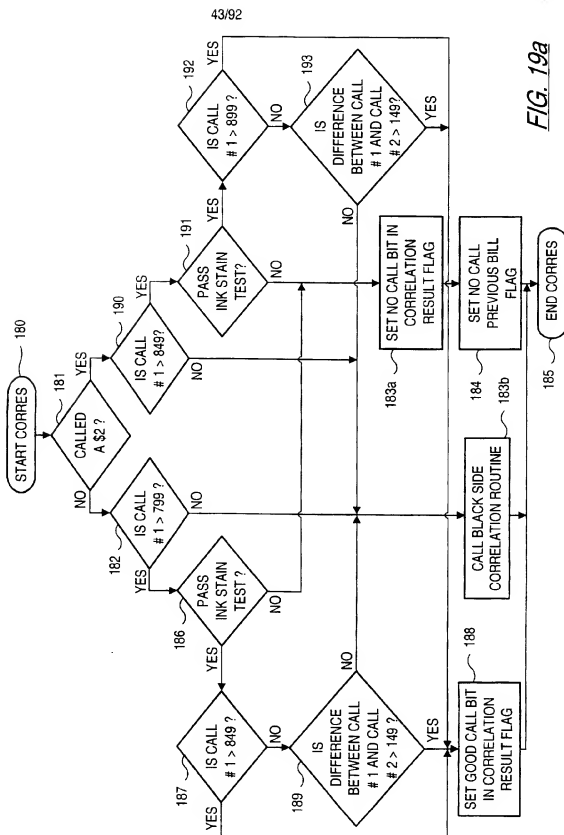 43/92
START CORRES
180
181
CALLED
A $2 ?
NO
YES
182
IS CALL
# 1 > 799 ?
YES
NO
190
IS CALL
# 1 > 849?
YES
NO
186
PASS
INK STAIN
TEST ?
YES
NO
191
PASS
INK STAIN
TEST?
YES
NO
192
IS CALL
# 1 > 899 ?
YES
NO
187
IS CALL
# 1 > 849 ?
YES
NO
189
IS
DIFFERENCE
BETWEEN CALL
# 1 AND CALL
# 2 > 149 ?
NO
YES
193
IS
DIFFERENCE
BETWEEN CALL
# 1 AND CALL
# 2 > 149?
NO
YES
183a
SET NO CALL BIT IN
CORRELATION
RESULT FLAG
184
SET NO CALL
PREVIOUS BILL
FLAG
188
SET GOOD CALL BIT
IN CORRELATION
RESULT FLAG
183b
CALL BLACK SIDE
CORRELATION ROUTINE
185
END CORRES
FIG. 19a